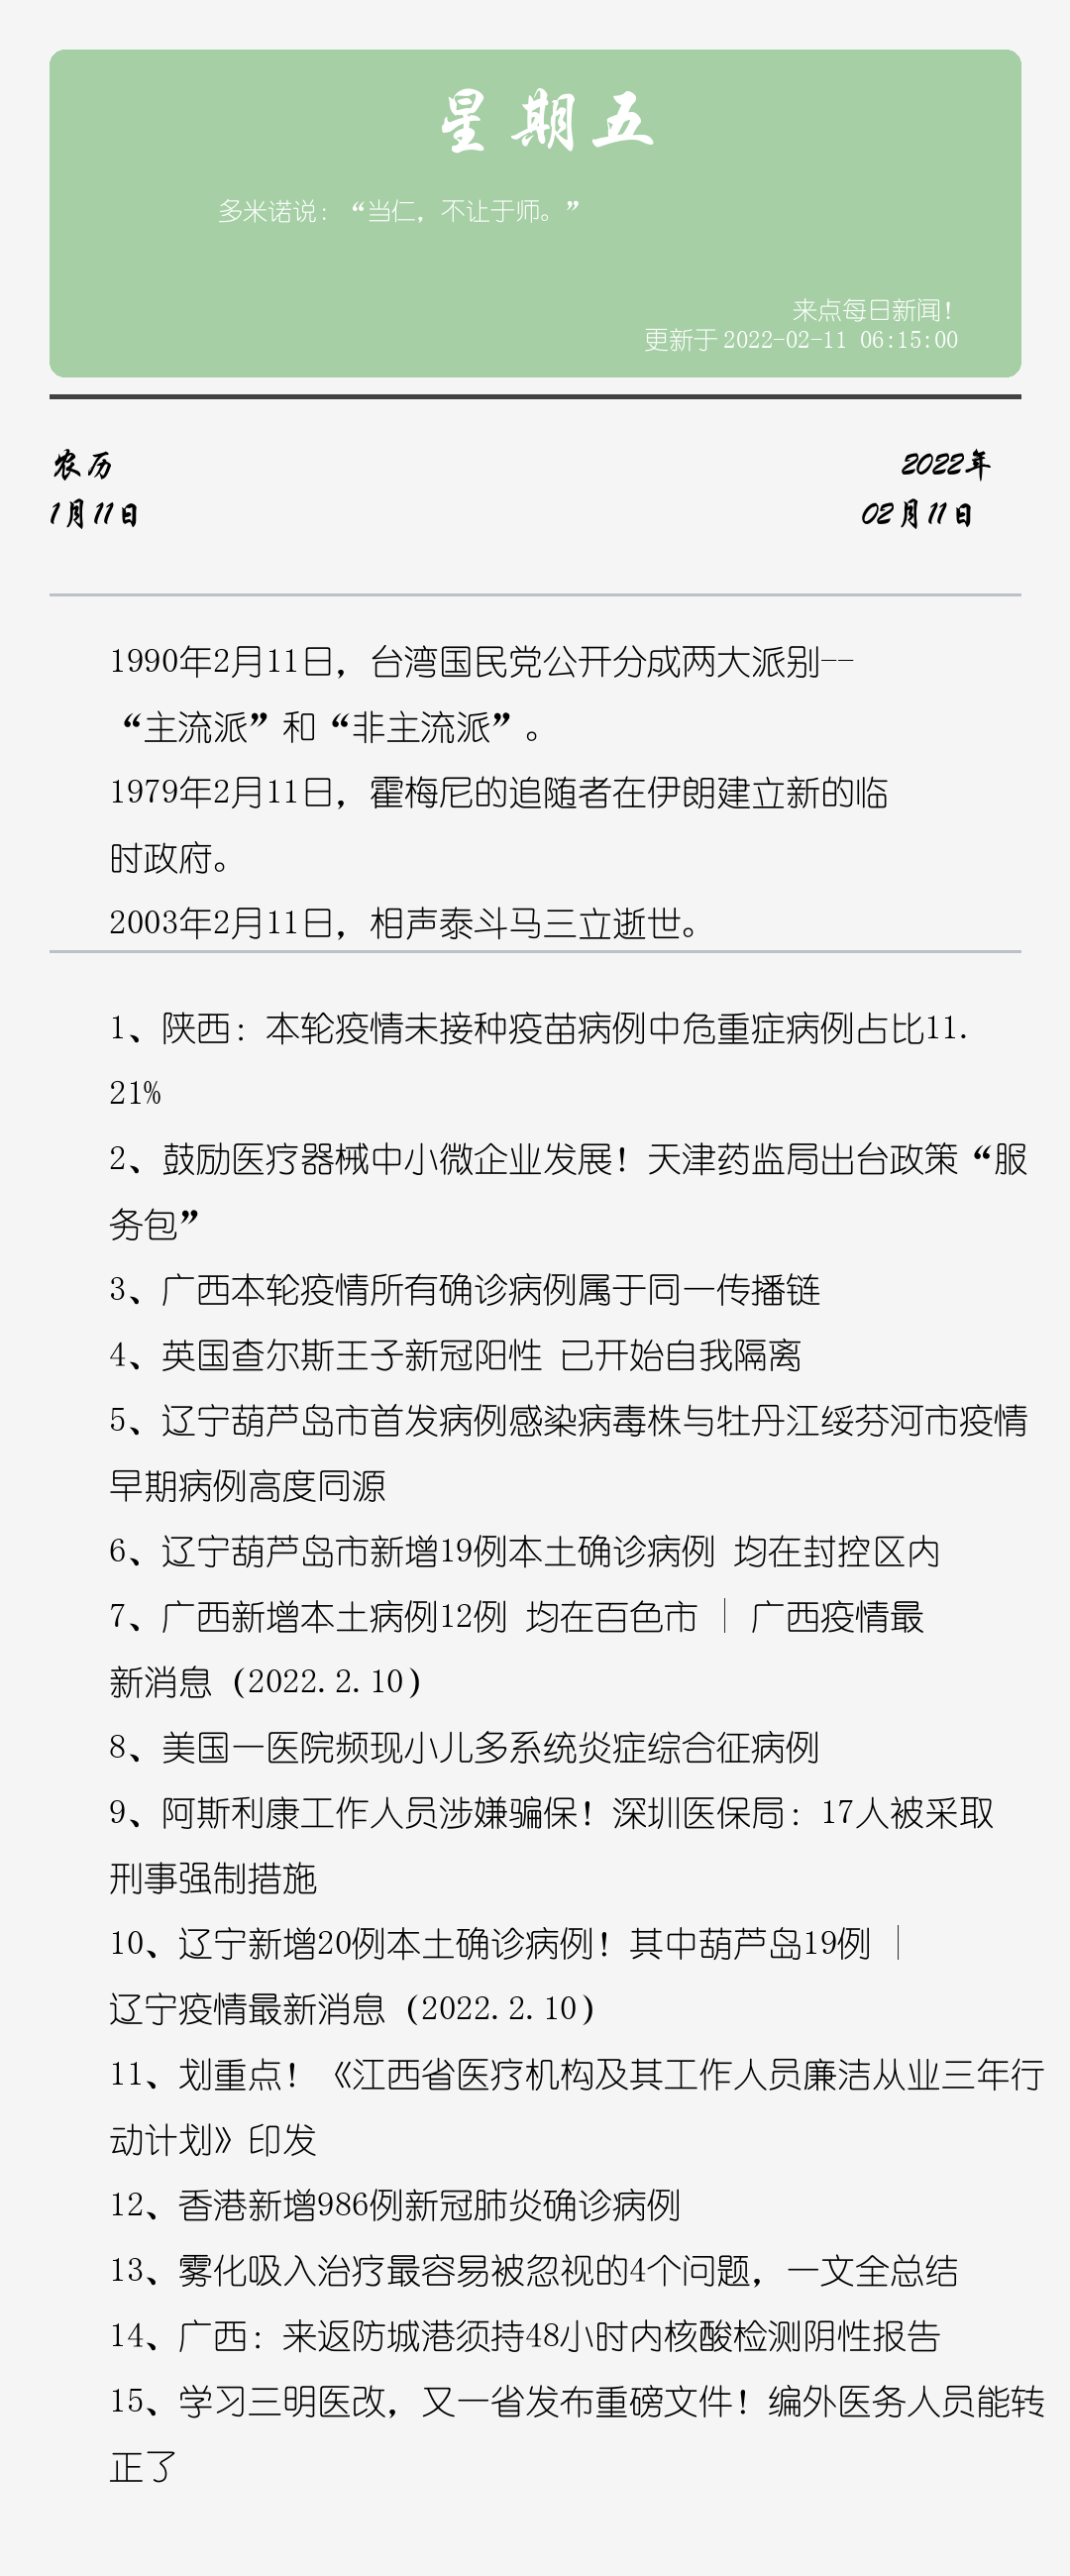 星期五
多米诺说：“当仁，不让于师。”
来点每日新闻！
更新于 2022-02-11 06:15:00
农历
2022年
1月11日
02月11日
1990年2月11日，台湾国民党公开分成两大派别--
“主流派”和“非主流派”。
1979年2月11日，霍梅尼的追随者在伊朗建立新的临
时政府。
2003年2月11日，相声泰斗马三立逝世。
1、陕西：本轮疫情未接种疫苗病例中危重症病例占比11.
21%
2、鼓励医疗器械中小微企业发展！天津药监局出台政策“服
务包”
3、广西本轮疫情所有确诊病例属于同一传播链
4、英国查尔斯王子新冠阳性 已开始自我隔离
5、辽宁葫芦岛市首发病例感染病毒株与牡丹江绥芬河市疫情
早期病例高度同源
6、辽宁葫芦岛市新增19例本土确诊病例 均在封控区内
7、广西新增本土病例12例 均在百色市 | 广西疫情最
新消息（2022.2.10）
8、美国一医院频现小儿多系统炎症综合征病例
9、阿斯利康工作人员涉嫌骗保！深圳医保局：17人被采取
刑事强制措施
10、辽宁新增20例本土确诊病例！其中葫芦岛19例 |
辽宁疫情最新消息（2022.2.10）
11、划重点！《江西省医疗机构及其工作人员廉洁从业三年行
动计划》印发
12、香港新增986例新冠肺炎确诊病例
13、雾化吸入治疗最容易被忽视的4个问题，一文全总结
14、广西：来返防城港须持48小时内核酸检测阴性报告
15、学习三明医改，又一省发布重磅文件！编外医务人员能转
正了